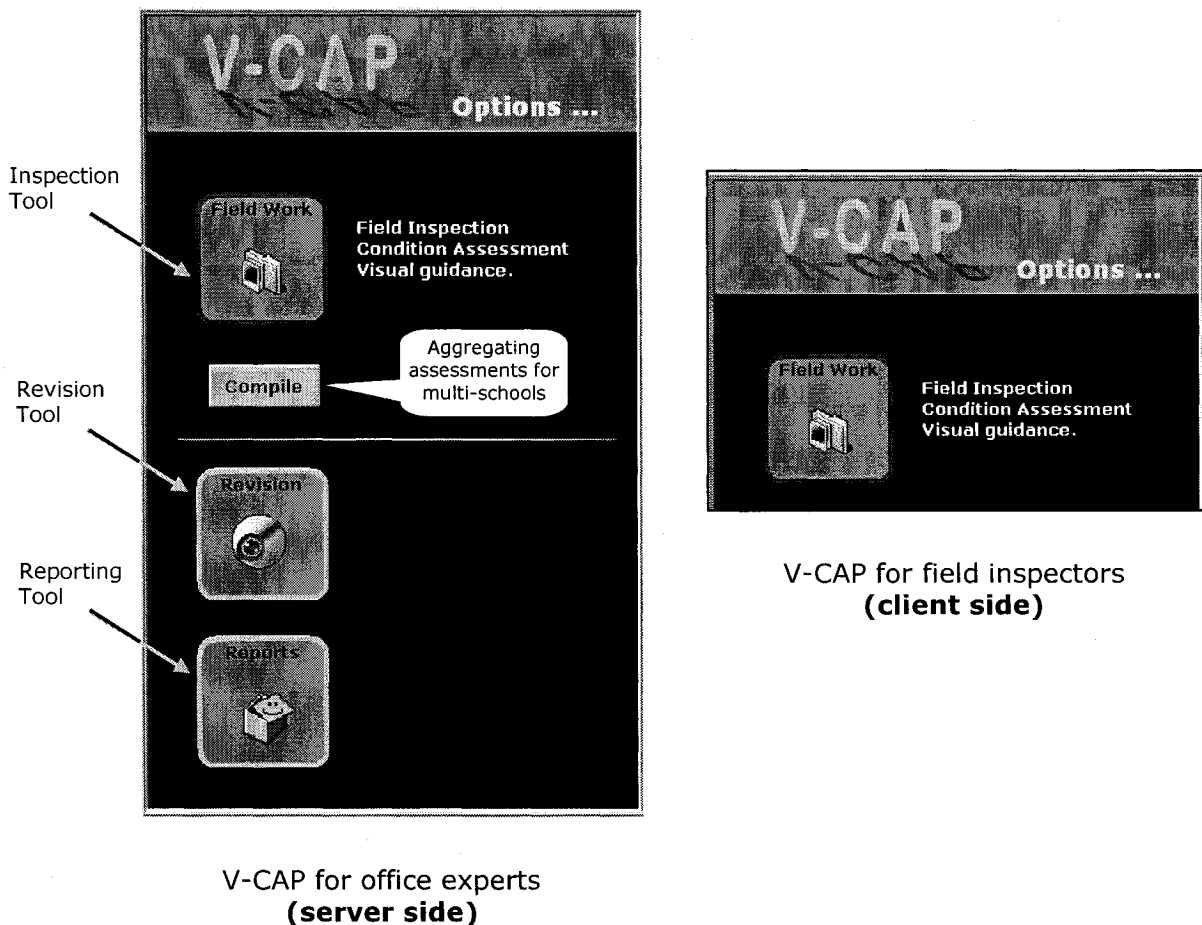 V-CAP
Options ...
Inspection
Tool
Field Work
Field Inspection
Condition Assessment
Visual guidance.
Compile
Aggregating
assessments for
multi-schools
Revision
Tool
Revision
Reporting
Tool
Reports
V-CAP for office experts
(server side)
V-CAP
Options ...
Field Work
Field Inspection
Condition Assessment
Visual guidance.
V-CAP for field inspectors
(client side)